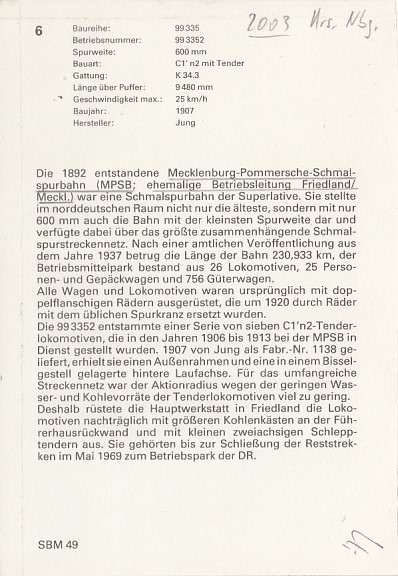 2003 Hrs. Nbg.
6
Baureihe: 99 335
Betriebsnummer: 99 3352
Spurweite: 600 mm
Bauart: C1' n2 mit Tender
Gattung: K 34.3
Länge über Puffer: 9 480 mm
Geschwindigkeit max.: 25 km/h
Baujahr: 1907
Hersteller: Jung
Die 1892 entstandene Mecklenburg-Pommersche-Schmal-
spurbahn (MPSB; ehemalige Betriebsleitung Friedland/
Meckl.) war eine Schmalspurbahn der Superlative. Sie stellte
im norddeutschen Raum nicht nur die älteste, sondern mit nur
600 mm auch die Bahn mit der kleinsten Spurweite dar und
verfügte dabei über das größte zusammenhängende Schmal-
spurstreckennetz. Nach einer amtlichen Veröffentlichung aus
dem Jahre 1937 betrug die Länge der Bahn 230,933 km, der
Betriebsmittelpark bestand aus 26 Lokomotiven, 25 Perso-
nen- und Gepäckwagen und 756 Güterwagen.
Alle Wagen und Lokomotiven waren ursprünglich mit dop-
pelflanschigen Rädern ausgerüstet, die um 1920 durch Räder
mit dem üblichen Spurkranz ersetzt wurden.
Die 99 3352 entstammte einer Serie von sieben C1'n2-Tender-
lokomotiven, die in den Jahren 1906 bis 1913 bei der MPSB in
Dienst gestellt wurden. 1907 von Jung als Fabr.-Nr. 1138 ge-
liefert, erhielt sie einen Außenrahmen und eine in einem Bissel-
gestell gelagerte hintere Laufachse. Für das umfangreiche
Streckennetz war der Aktionradius wegen der geringen Was-
ser- und Kohlevorräte der Tenderlokomotiven viel zu gering.
Deshalb rüstete die Hauptwerkstatt in Friedland die Loko-
motiven nachträglich mit größeren Kohlenkästen an der Füh-
rerhausrückwand und mit kleinen zweiachsigen Schlepp-
tendern aus. Sie gehörten bis zur Schließung der Reststrek-
ken im Mai 1969 zum Betriebspark der DR.
SBM 49